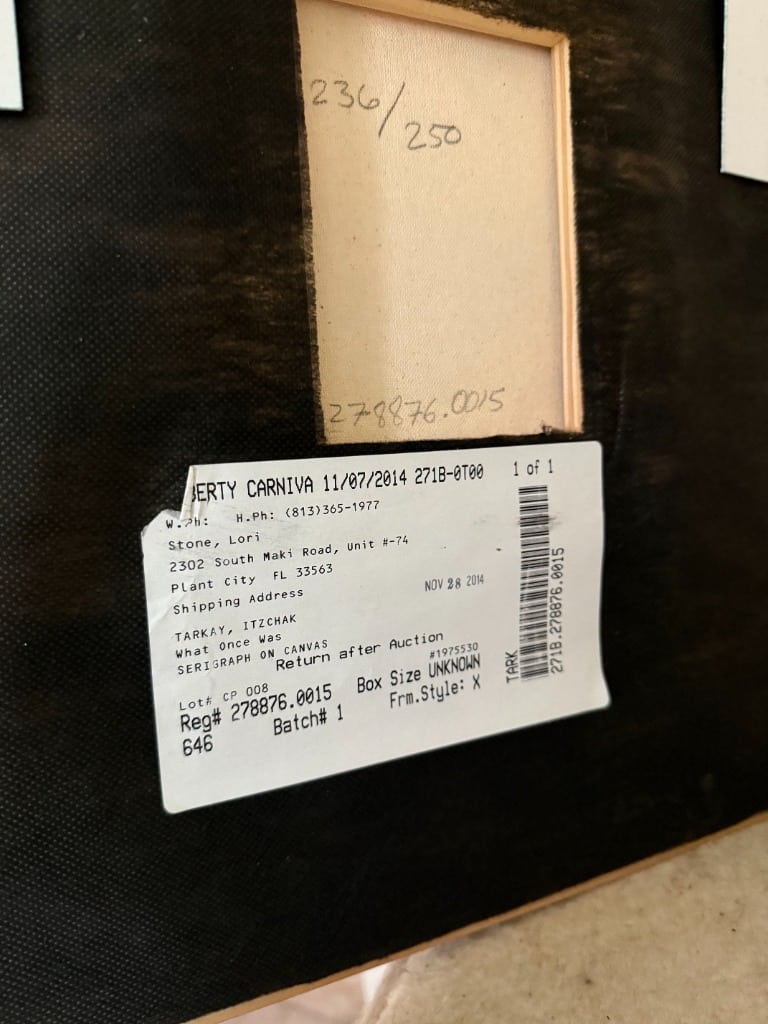 236/250
278876.0015
BERTY CARNIVA 11/07/2014 271B-0T00 1 of 1
W.Ph: H.Ph: (813)365-1977
Stone, Lori
2302 South Maki Road, Unit #-74
Plant City FL 33563
Shipping Address
NOV 28 2014
TARKAY, ITZCHAK
What Once Was
SERIGRAPH ON CANVAS
Return after Auction
#1975530
Lot# CP 008
Reg# 278876.0015 Box Size UNKNOWN
646 Batch# 1 Frm.Style: X
TARK
271B.278876.0015